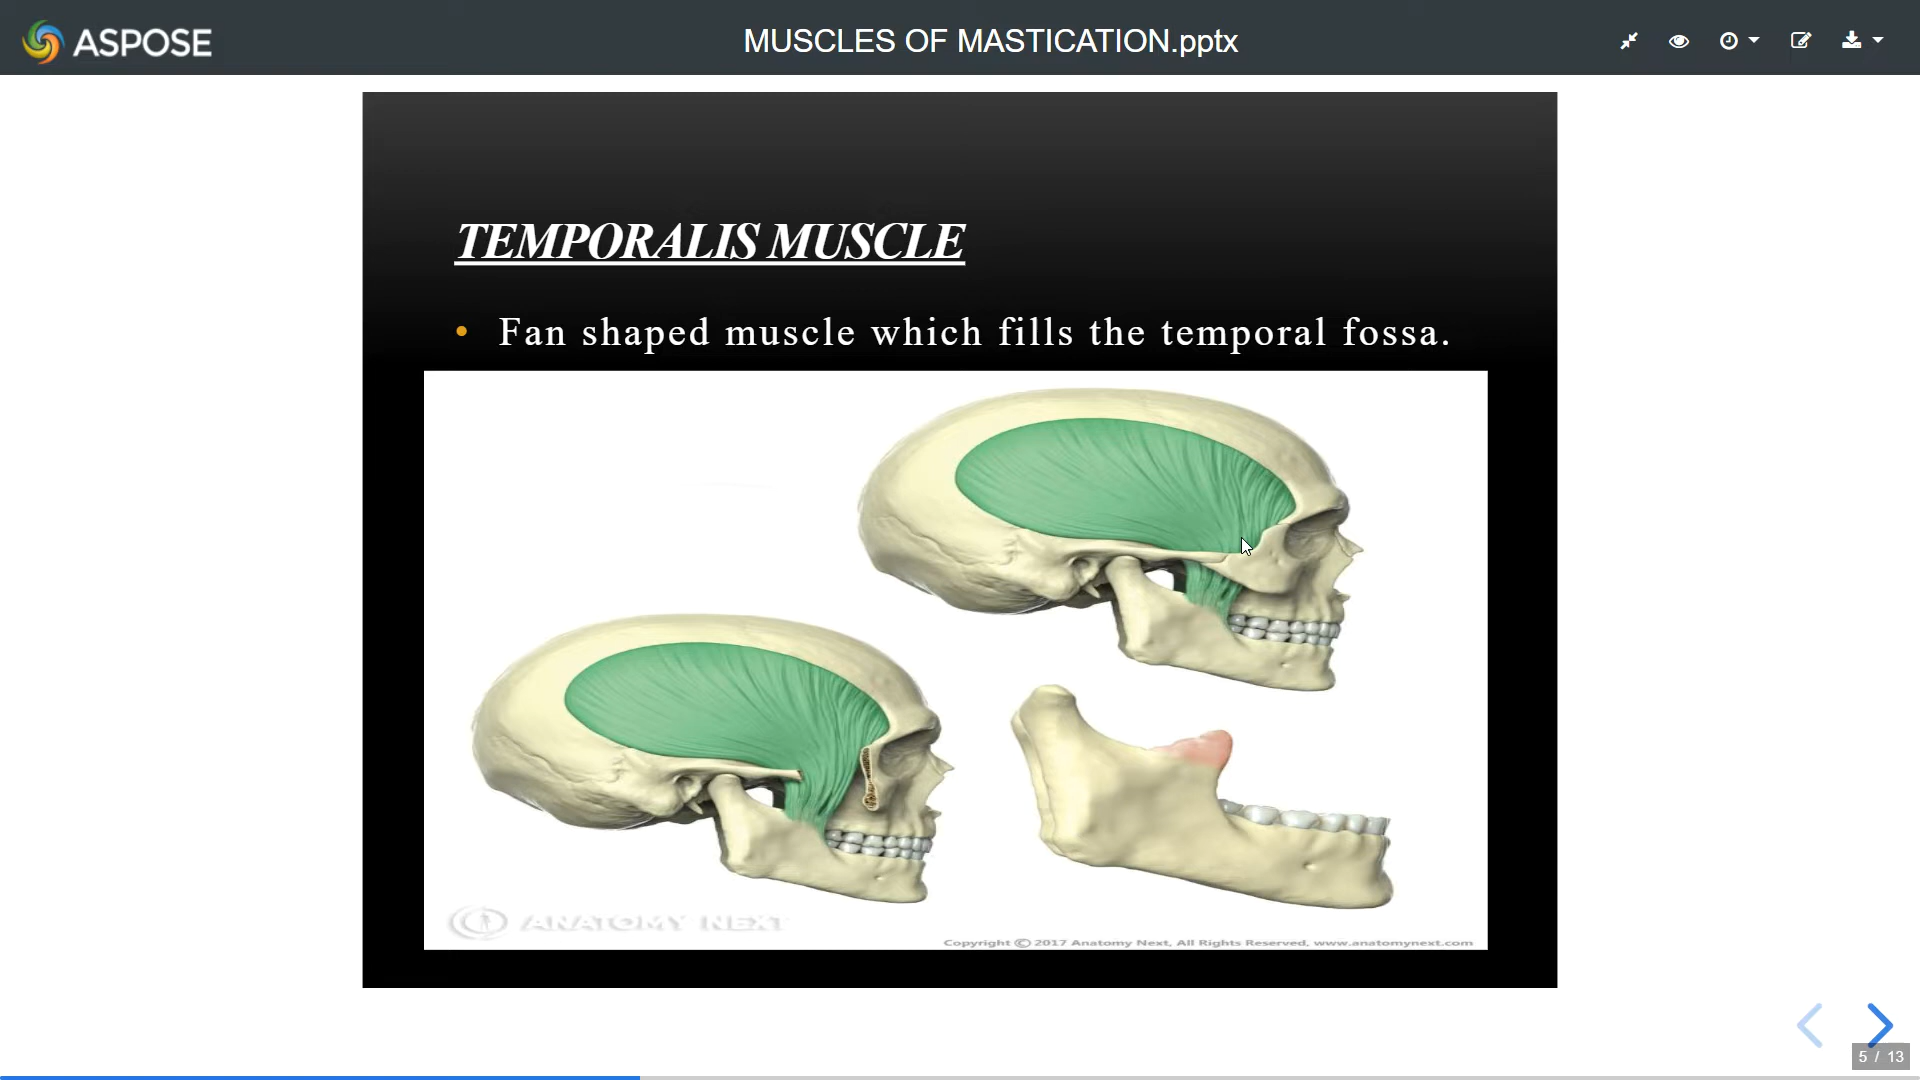 ASPOSE
MUSCLES OF MASTICATION.pptx
TEMPORALIS MUSCLE
• Fan shaped muscle which fills the temporal fossa.
ANATOMY NEXT
Copyright © 2017 Anatomy Next, All Rights Reserved, www.anatomynext.com
5 / 13